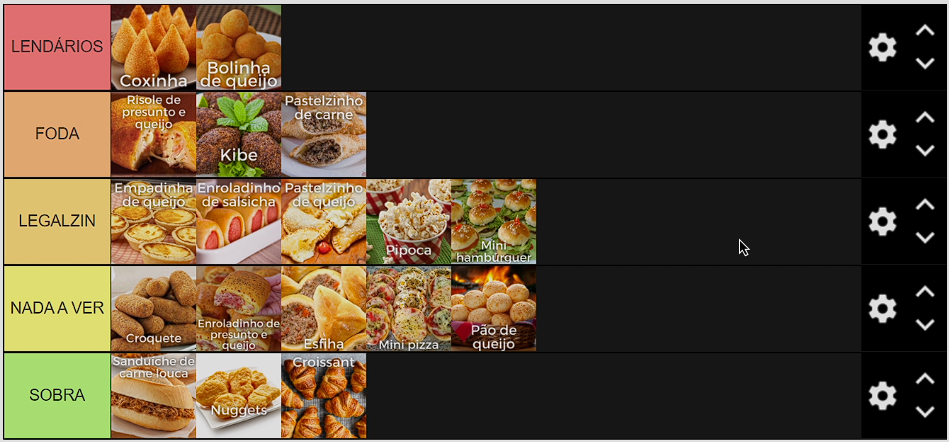 LENDÁRIOS
Coxinha
Bolinha
de queijo
FODA
Risole de
presunto e
queijo
Kibe
Pastelzinho
de carne
LEGALZIN
Empadinha
de queijo
Enroladinho
de salsicha
Pastelzinho
de queijo
Pipoca
Mini
hambúrguer
NADA A VER
Croquete
Enroladinho de
presunto e
queijo
Esfiha
Mini pizza
Pão de
queijo
SOBRA
Sanduíche de
carne louca
Nuggets
Croissant